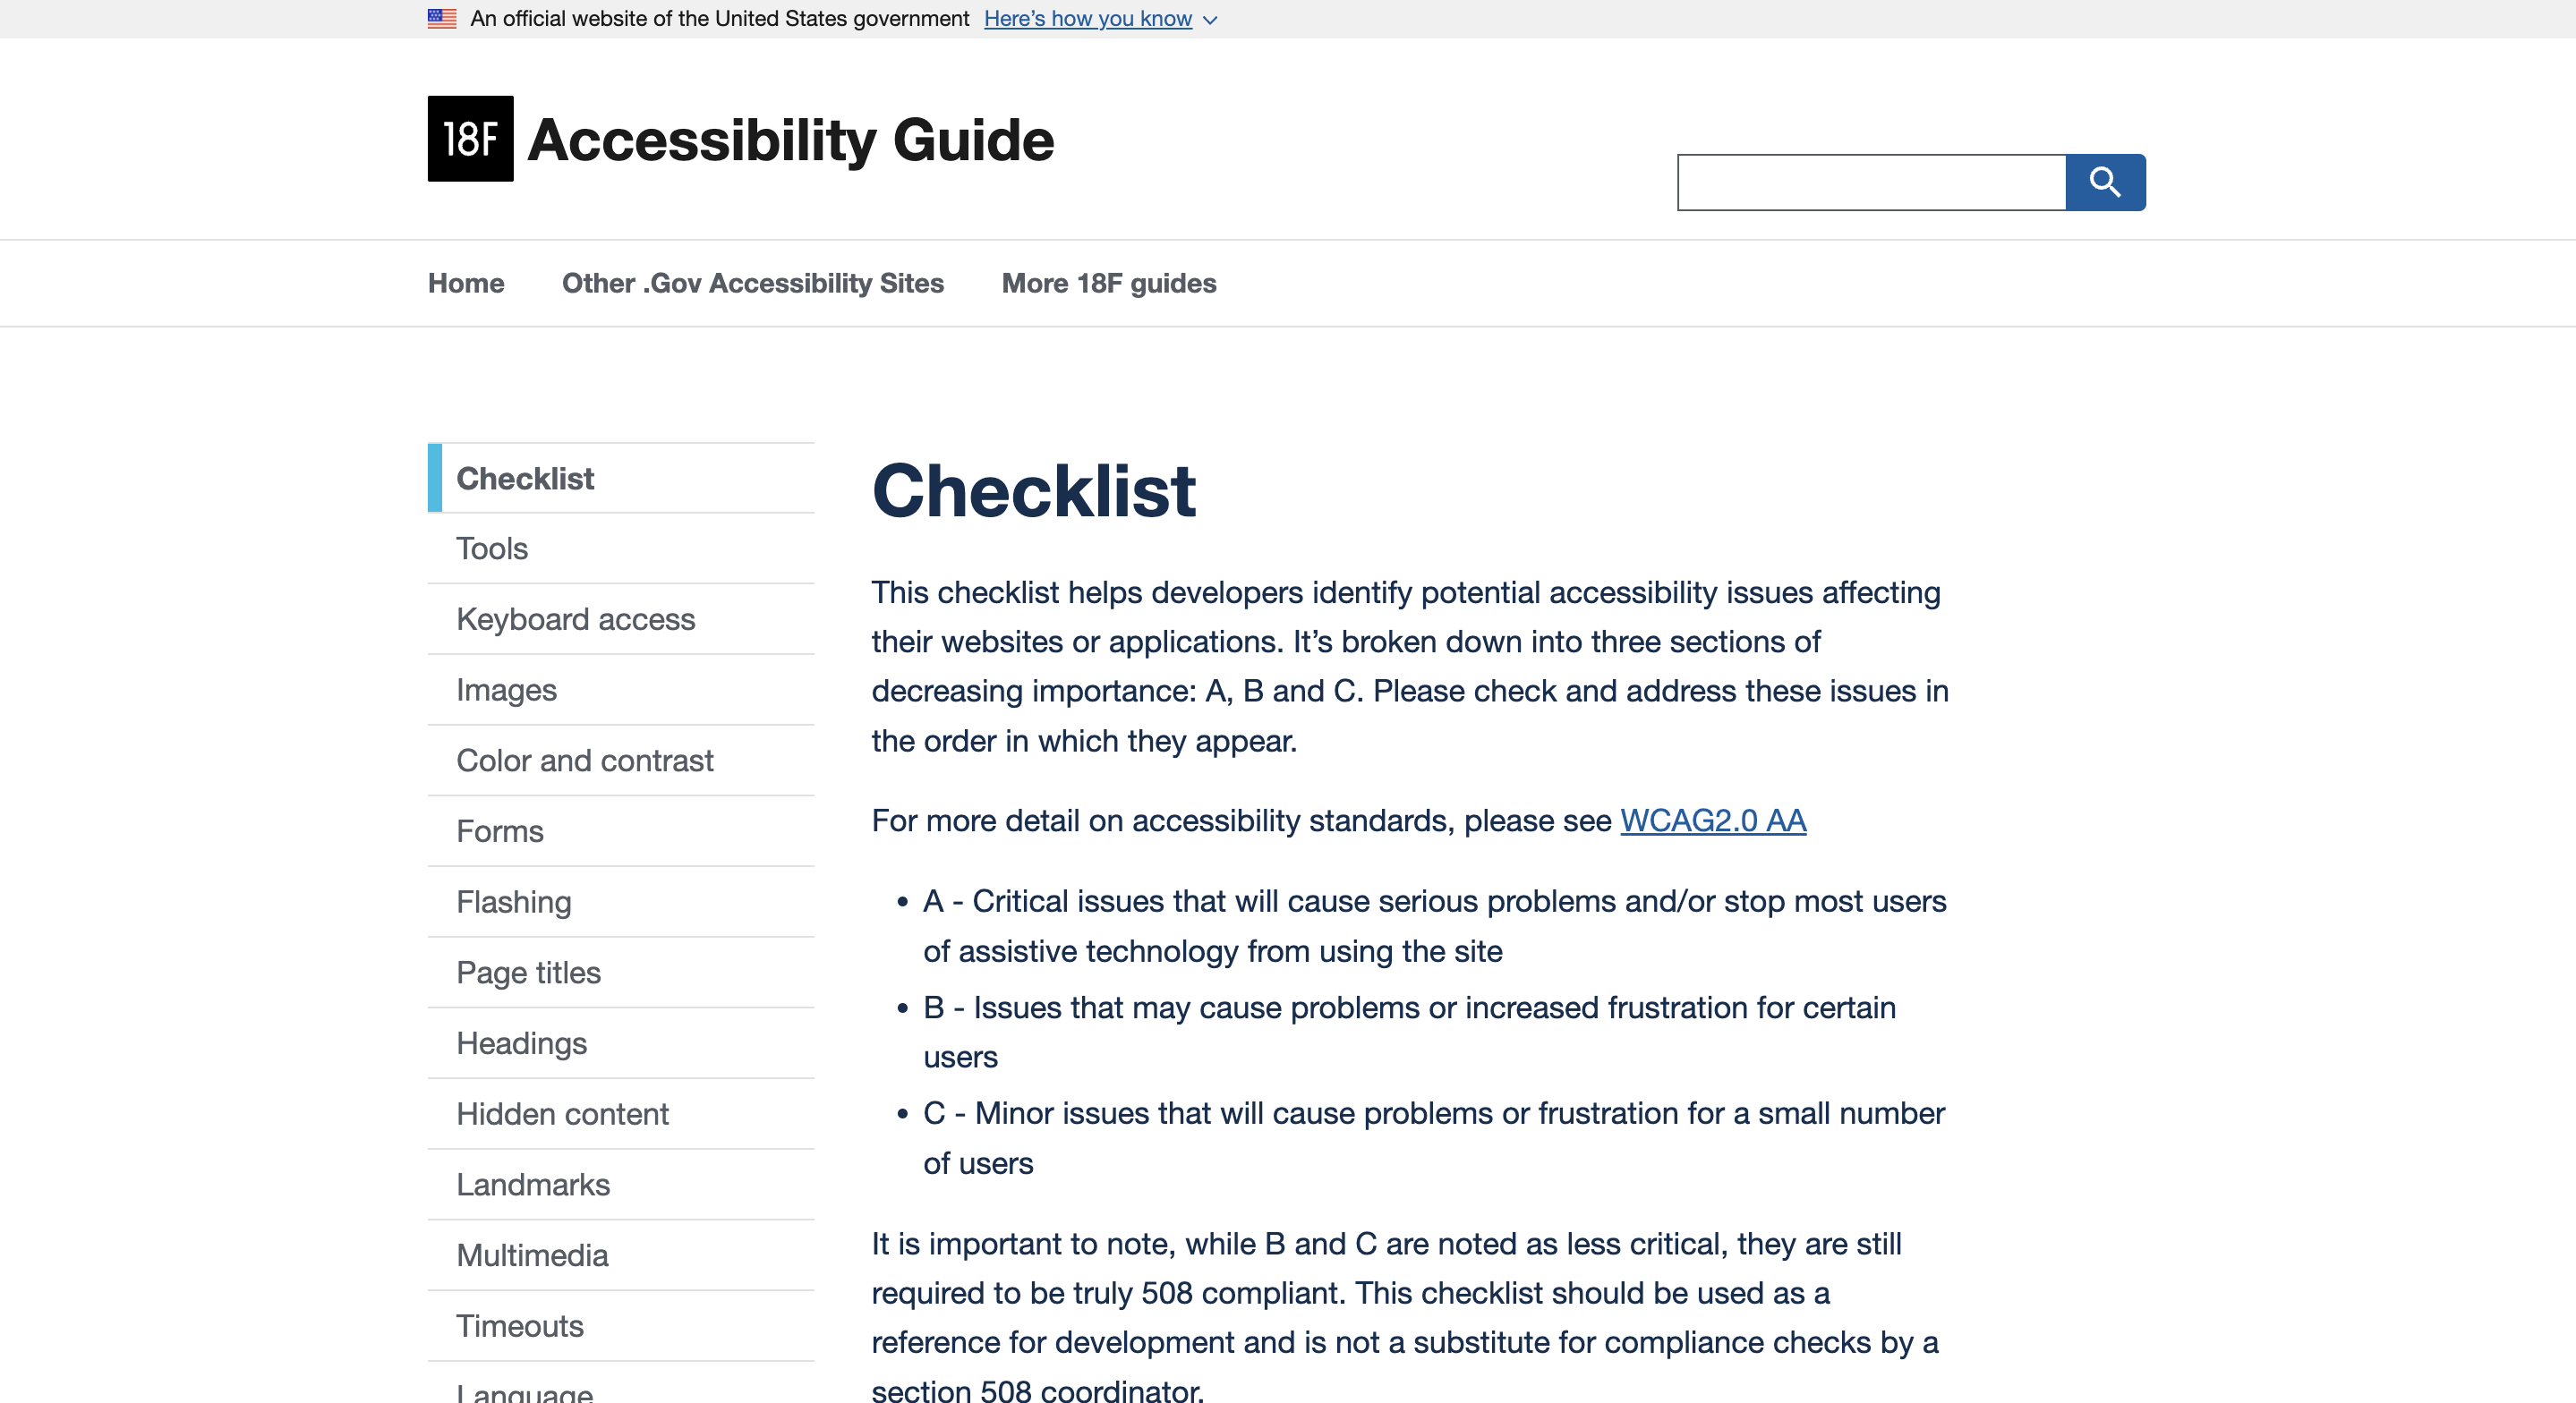 An official website of the United States government Here’s how you know
18F Accessibility Guide
Home Other .Gov Accessibility Sites More 18F guides
Checklist
Tools
Keyboard access
Images
Color and contrast
Forms
Flashing
Page titles
Headings
Hidden content
Landmarks
Multimedia
Timeouts
Language
Checklist
This checklist helps developers identify potential accessibility issues affecting
their websites or applications. It’s broken down into three sections of
decreasing importance: A, B and C. Please check and address these issues in
the order in which they appear.
For more detail on accessibility standards, please see WCAG2.0 AA
• A - Critical issues that will cause serious problems and/or stop most users
of assistive technology from using the site
• B - Issues that may cause problems or increased frustration for certain
users
• C - Minor issues that will cause problems or frustration for a small number
of users
It is important to note, while B and C are noted as less critical, they are still
required to be truly 508 compliant. This checklist should be used as a
reference for development and is not a substitute for compliance checks by a
section 508 coordinator.